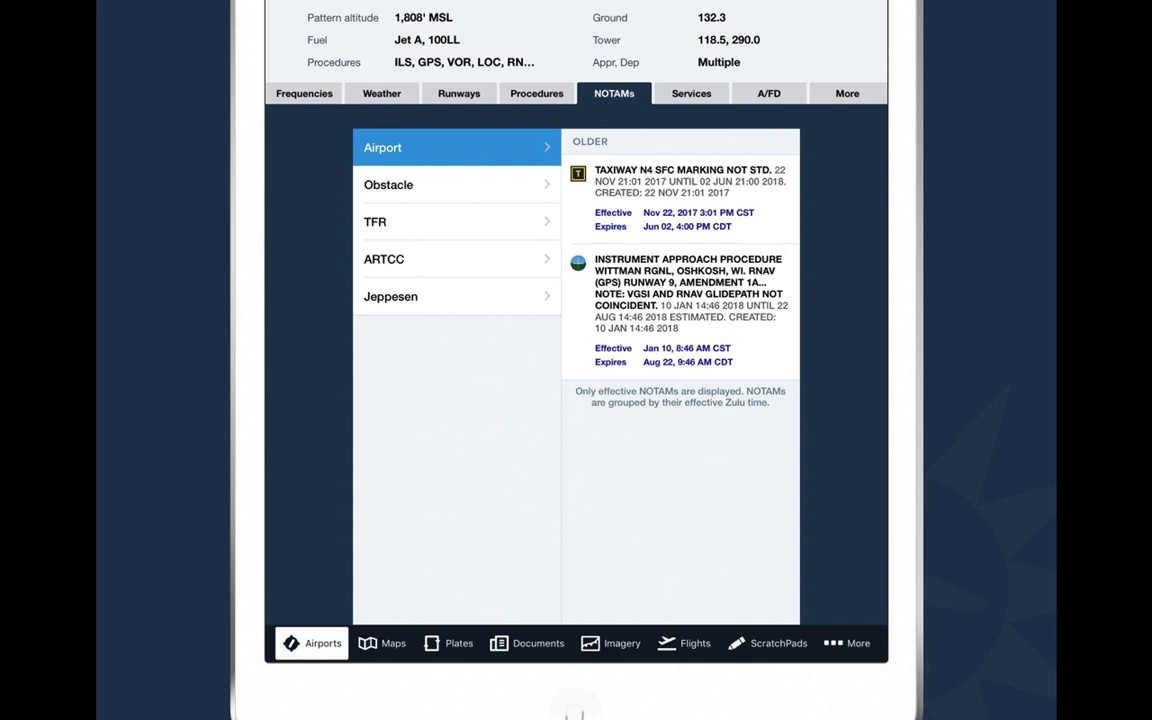 Pattern altitude 1,808' MSL Ground 132.3
Fuel Jet A, 100LL Tower 118.5, 290.0
Procedures ILS, GPS, VOR, LOC, RN... Appr, Dep Multiple
Frequencies Weather Runways Procedures NOTAMs Services A/FD More
Airport
Obstacle
TFR
ARTCC
Jeppesen
OLDER
T
TAXIWAY N4 SFC MARKING NOT STD. 22
NOV 21:01 2017 UNTIL 02 JUN 21:00 2018.
CREATED: 22 NOV 21:01 2017
Effective Nov 22, 2017 3:01 PM CST
Expires Jun 02, 4:00 PM CDT
INSTRUMENT APPROACH PROCEDURE
WITTMAN RGNL, OSHKOSH, WI. RNAV
(GPS) RUNWAY 9, AMENDMENT 1A...
NOTE: VGSI AND RNAV GLIDEPATH NOT
COINCIDENT. 10 JAN 14:46 2018 UNTIL 22
AUG 14:46 2018 ESTIMATED. CREATED:
10 JAN 14:46 2018
Effective Jan 10, 8:46 AM CST
Expires Aug 22, 9:46 AM CDT
Only effective NOTAMs are displayed. NOTAMs
are grouped by their effective Zulu time.
Airports Maps Plates Documents Imagery Flights ScratchPads More